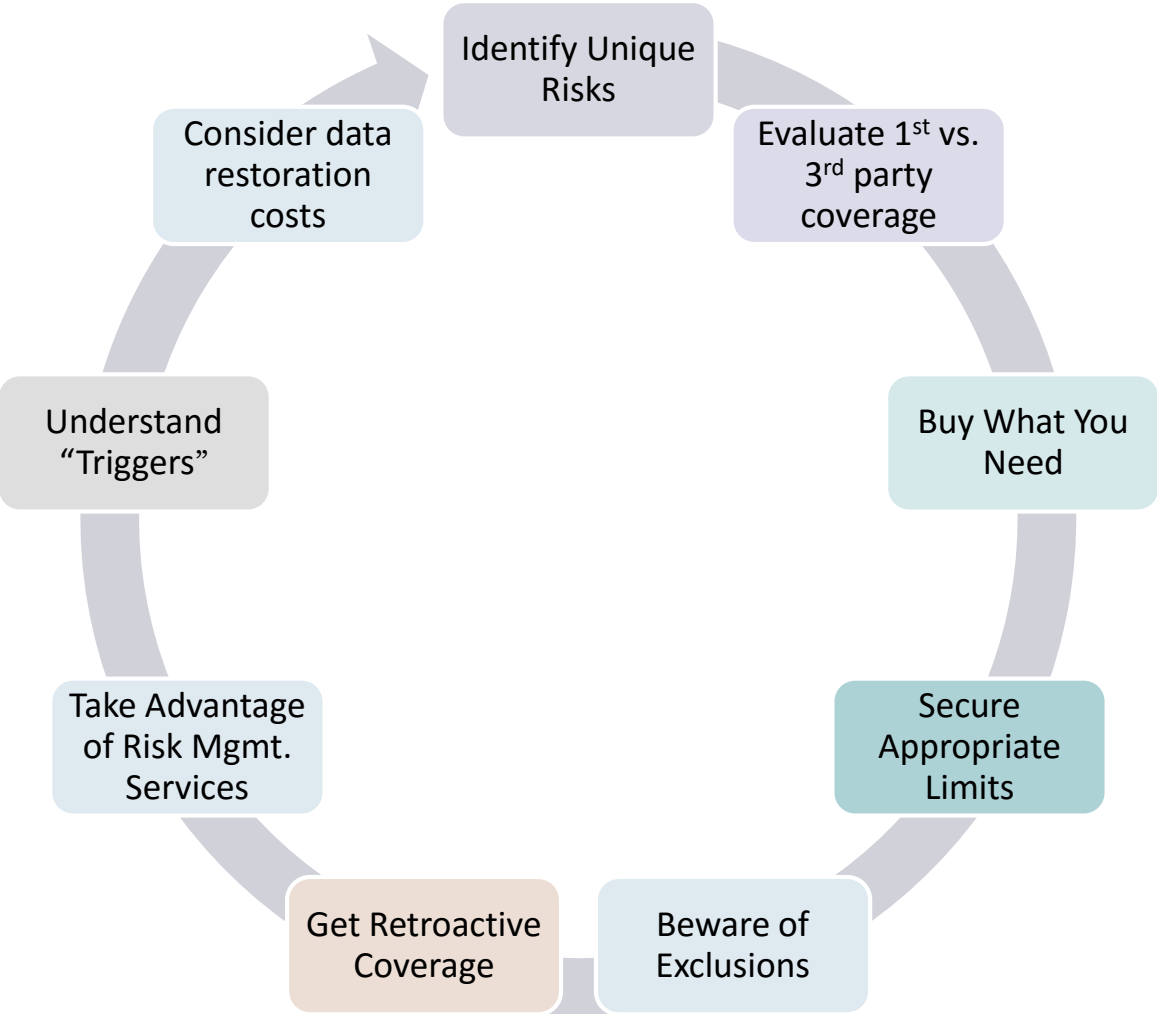 Identify Unique
Risks
Evaluate 1st vs.
3rd party
coverage
Buy What You
Need
Secure
Appropriate
Limits
Beware of
Exclusions
Get Retroactive
Coverage
Take Advantage
of Risk Mgmt.
Services
Understand
“Triggers”
Consider data
restoration
costs